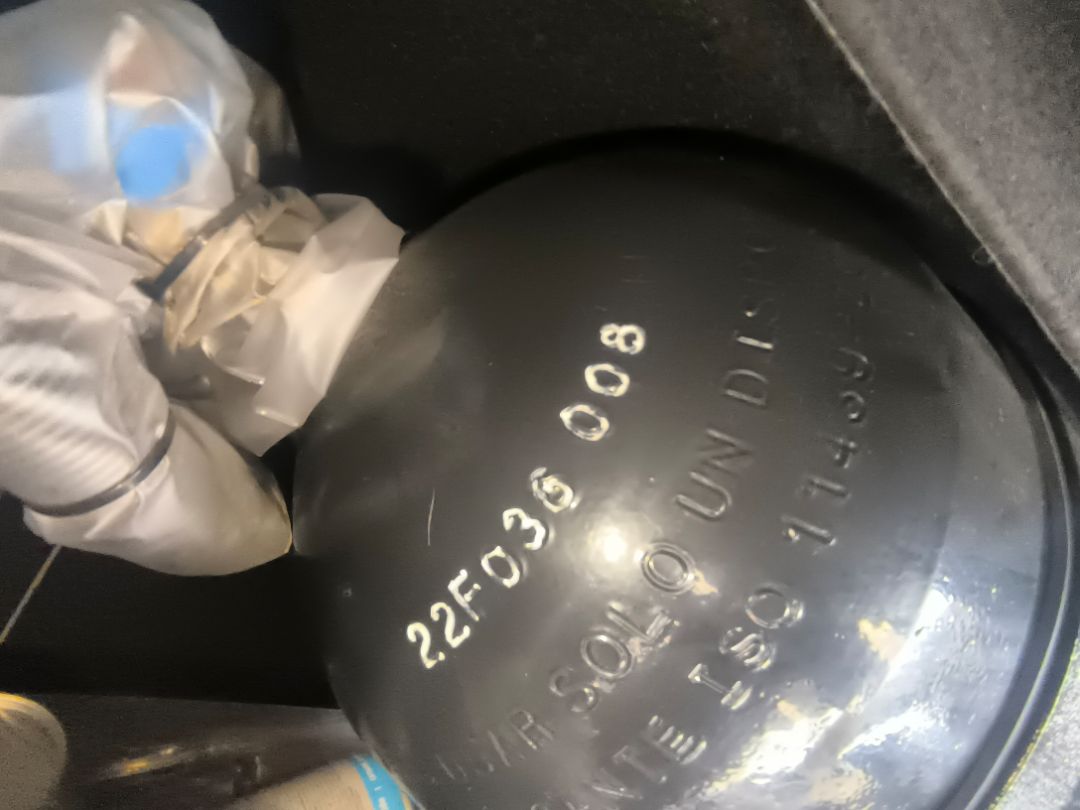 22F036 008
SOLO UN DIS
ISO 11439-